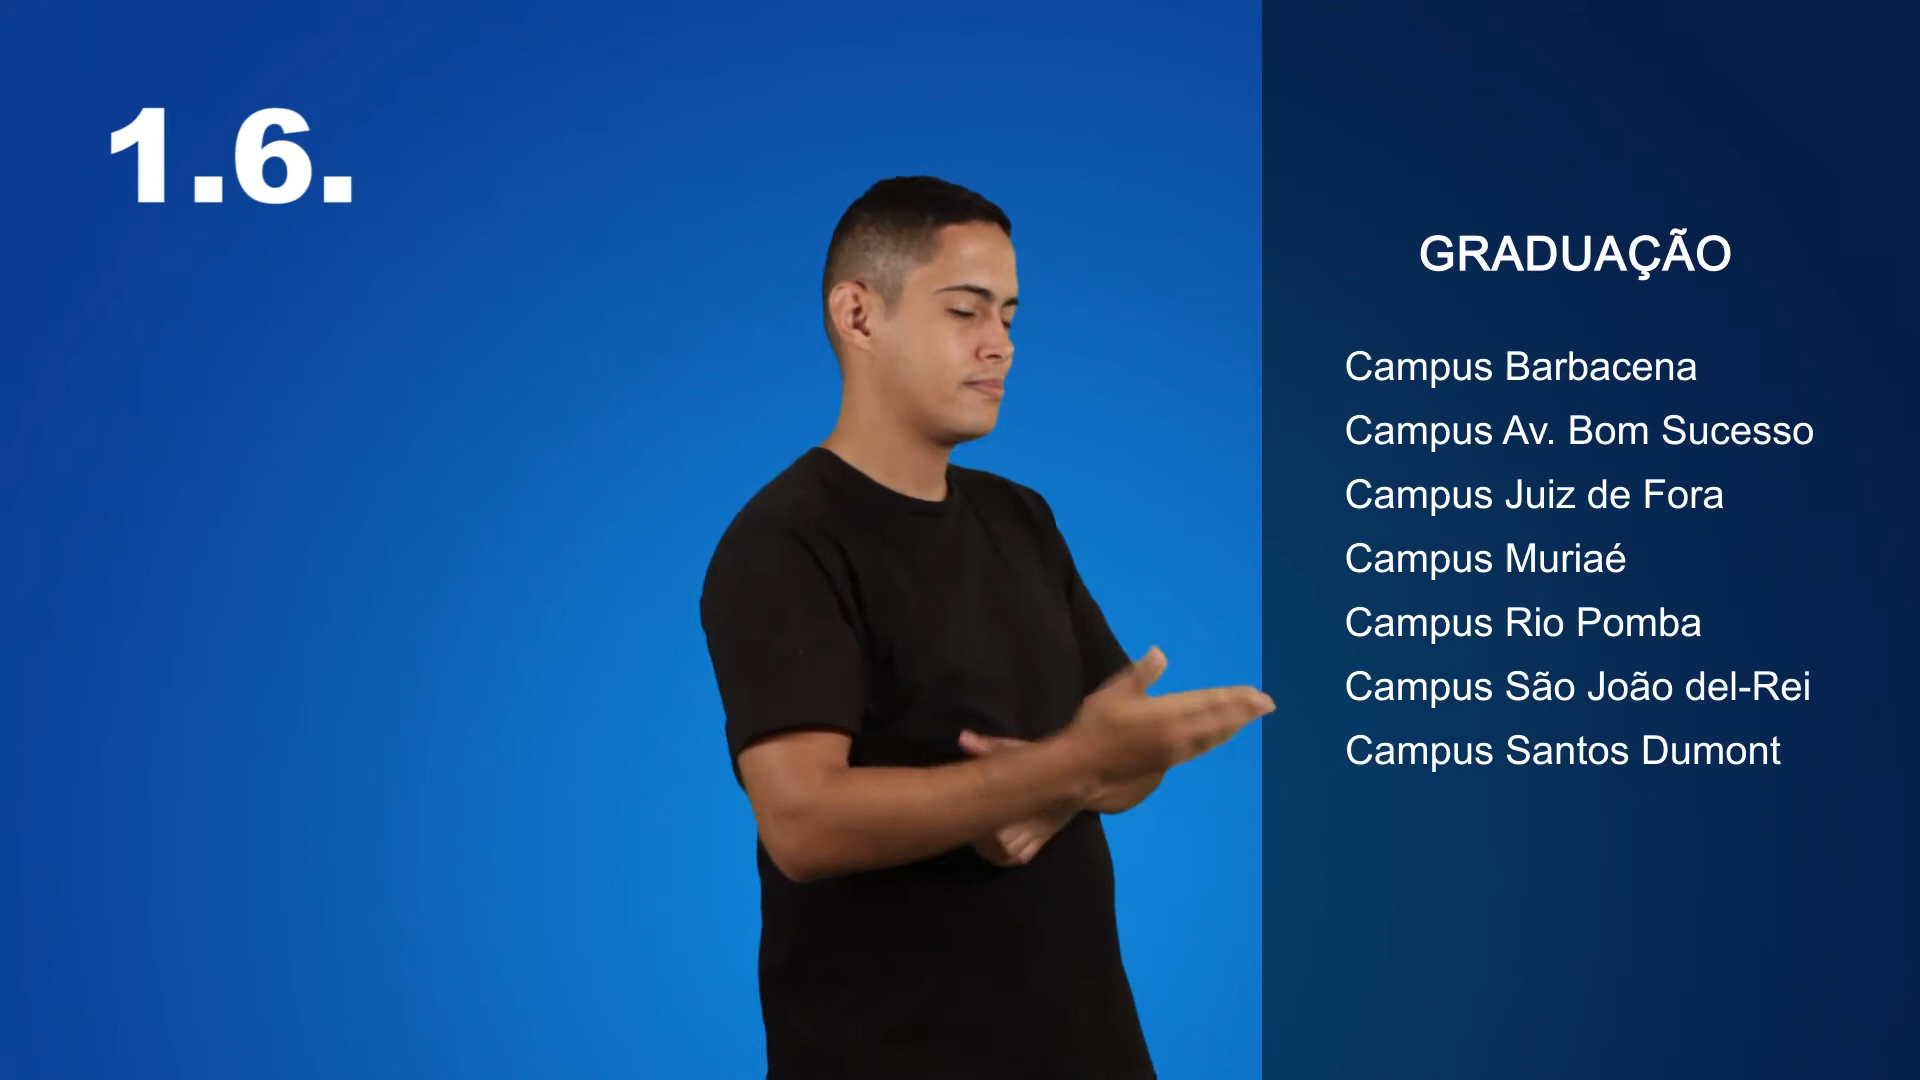 1.6.
GRADUAÇÃO
Campus Barbacena
Campus Av. Bom Sucesso
Campus Juiz de Fora
Campus Muriaé
Campus Rio Pomba
Campus São João del-Rei
Campus Santos Dumont